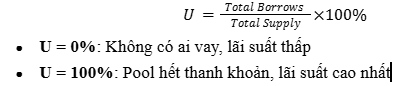 U = Total Borrows / Total Supply ×100%
• U = 0%: Không có ai vay, lãi suất thấp
• U = 100%: Pool hết thanh khoản, lãi suất cao nhất